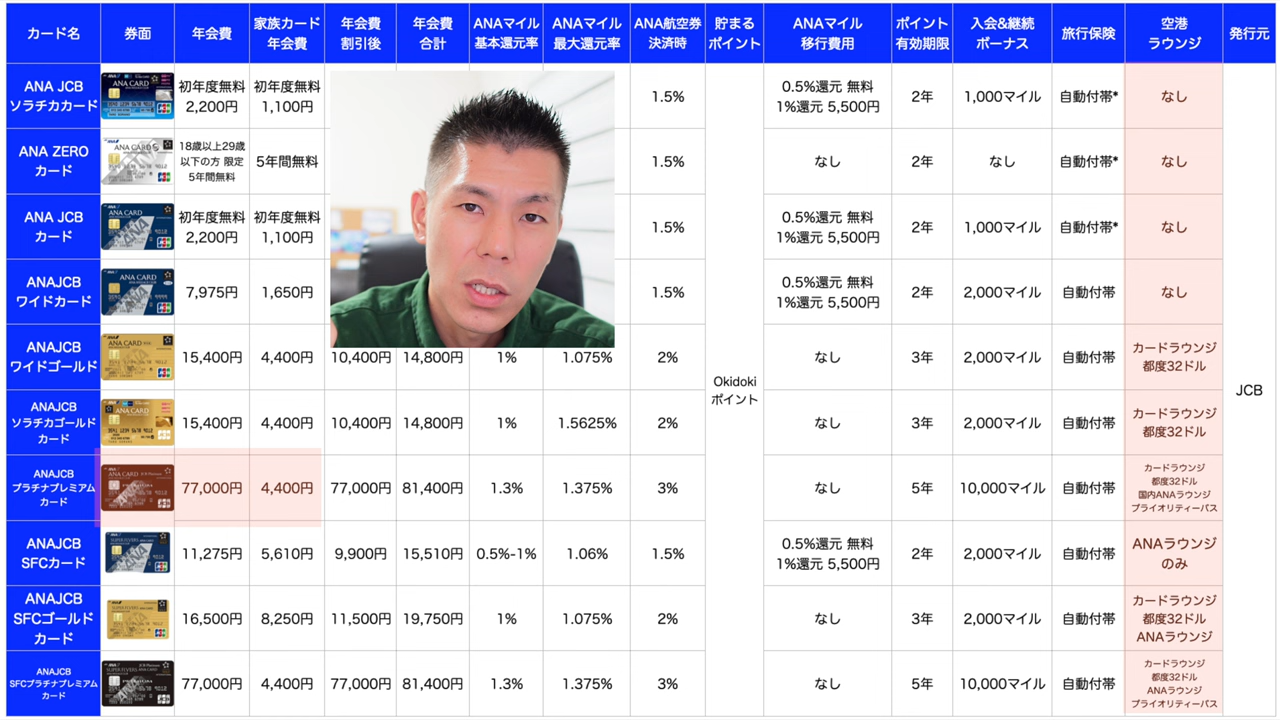 カード名 券面 年会費 家族カード年会費 年会費割引後 年会費合計 ANAマイル基本還元率 ANAマイル最大還元率 ANA航空券決済時 貯まるポイント ANAマイル移行費用 ポイント有効期限 入会&継続ボーナス 旅行保険 空港ラウンジ 発行元
ANA JCB ソラチカカード 初年度無料 2,200円 初年度無料 1,100円 1.5% 0.5%還元 無料 1%還元 5,500円 2年 1,000マイル 自動付帯* なし
ANA ZERO カード 18歳以上29歳以下の方 限定 5年間無料 5年間無料 1.5% なし 2年 なし 自動付帯* なし
ANA JCB カード 初年度無料 2,200円 初年度無料 1,100円 1.5% 0.5%還元 無料 1%還元 5,500円 2年 1,000マイル 自動付帯* なし
ANAJCB ワイドカード 7,975円 1,650円 1.5% 0.5%還元 無料 1%還元 5,500円 2年 2,000マイル 自動付帯 なし
ANAJCB ワイドゴールド 15,400円 4,400円 10,400円 14,800円 1% 1.075% 2% なし 3年 2,000マイル 自動付帯 カードラウンジ 都度32ドル
Okidoki ポイント
JCB
ANAJCB ソラチカゴールド カード 15,400円 4,400円 10,400円 14,800円 1% 1.5625% 2% なし 3年 2,000マイル 自動付帯 カードラウンジ 都度32ドル
ANAJCB プラチナプレミアム カード 77,000円 4,400円 77,000円 81,400円 1.3% 1.375% 3% なし 5年 10,000マイル 自動付帯 カードラウンジ 都度32ドル 国内ANAラウンジ プライオリティーパス
ANAJCB SFCカード 11,275円 5,610円 9,900円 15,510円 0.5%-1% 1.06% 1.5% 0.5%還元 無料 1%還元 5,500円 2年 2,000マイル 自動付帯 ANAラウンジ のみ
ANAJCB SFCゴールド カード 16,500円 8,250円 11,500円 19,750円 1% 1.075% 2% なし 3年 2,000マイル 自動付帯 カードラウンジ 都度32ドル ANAラウンジ
ANAJCB SFCプラチナプレミアム カード 77,000円 4,400円 77,000円 81,400円 1.3% 1.375% 3% なし 5年 10,000マイル 自動付帯 カードラウンジ 都度32ドル ANAラウンジ プライオリティーパス